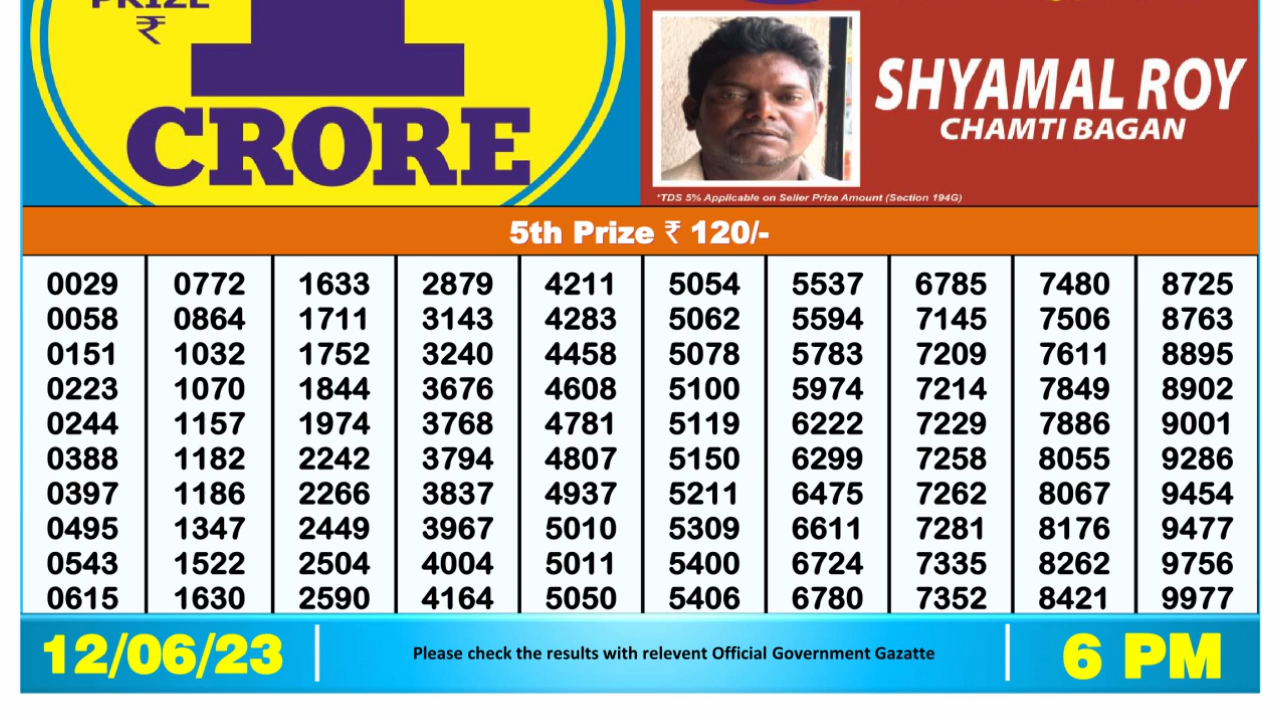 PRIZE
₹
1
CRORE
SHYAMAL ROY
CHAMTI BAGAN
*TDS 5% Applicable on Seller Prize Amount (Section 194G)
5th Prize ₹ 120/-
0029 0772 1633 2879 4211 5054 5537 6785 7480 8725
0058 0864 1711 3143 4283 5062 5594 7145 7506 8763
0151 1032 1752 3240 4458 5078 5783 7209 7611 8895
0223 1070 1844 3676 4608 5100 5974 7214 7849 8902
0244 1157 1974 3768 4781 5119 6222 7229 7886 9001
0388 1182 2242 3794 4807 5150 6299 7258 8055 9286
0397 1186 2266 3837 4937 5211 6475 7262 8067 9454
0495 1347 2449 3967 5010 5309 6611 7281 8176 9477
0543 1522 2504 4004 5011 5400 6724 7335 8262 9756
0615 1630 2590 4164 5050 5406 6780 7352 8421 9977
12/06/23
Please check the results with relevent Official Government Gazatte
6 PM